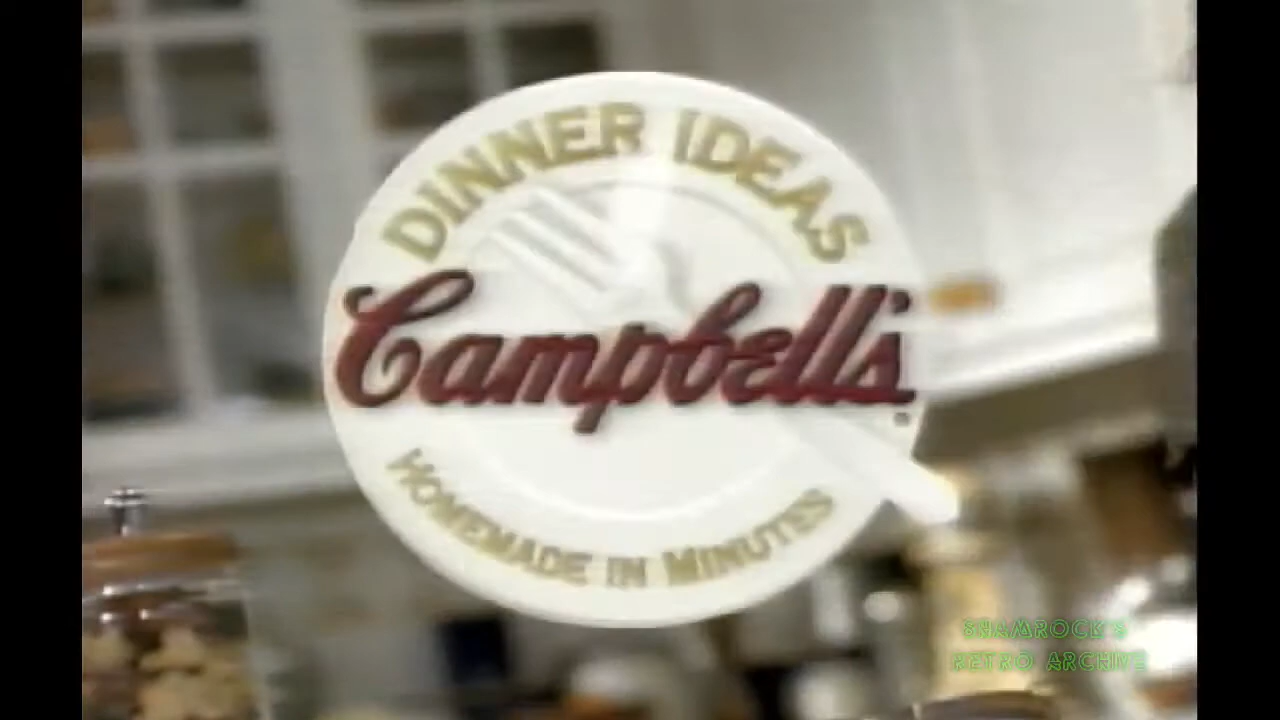 DINNER IDEAS
Campbell's
HOMEMADE IN MINUTES
SHAMROCK'S
RETRO ARCHIVE